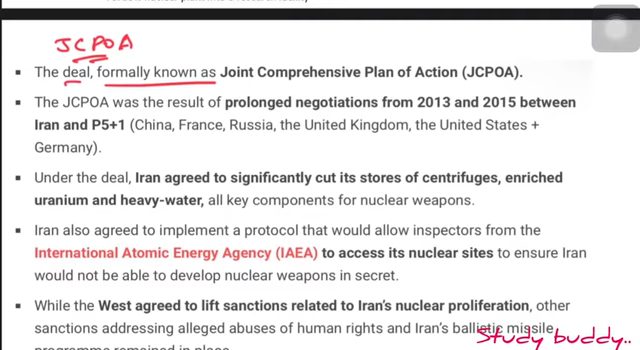 JCPOA
The deal, formally known as Joint Comprehensive Plan of Action (JCPOA).
The JCPOA was the result of prolonged negotiations from 2013 and 2015 between
Iran and P5+1 (China, France, Russia, the United Kingdom, the United States +
Germany).
Under the deal, Iran agreed to significantly cut its stores of centrifuges, enriched
uranium and heavy-water, all key components for nuclear weapons.
Iran also agreed to implement a protocol that would allow inspectors from the
International Atomic Energy Agency (IAEA) to access its nuclear sites to ensure Iran
would not be able to develop nuclear weapons in secret.
While the West agreed to lift sanctions related to Iran's nuclear proliferation, other
sanctions addressing alleged abuses of human rights and Iran's ballistic missile
programme remained in place.
Study buddy..